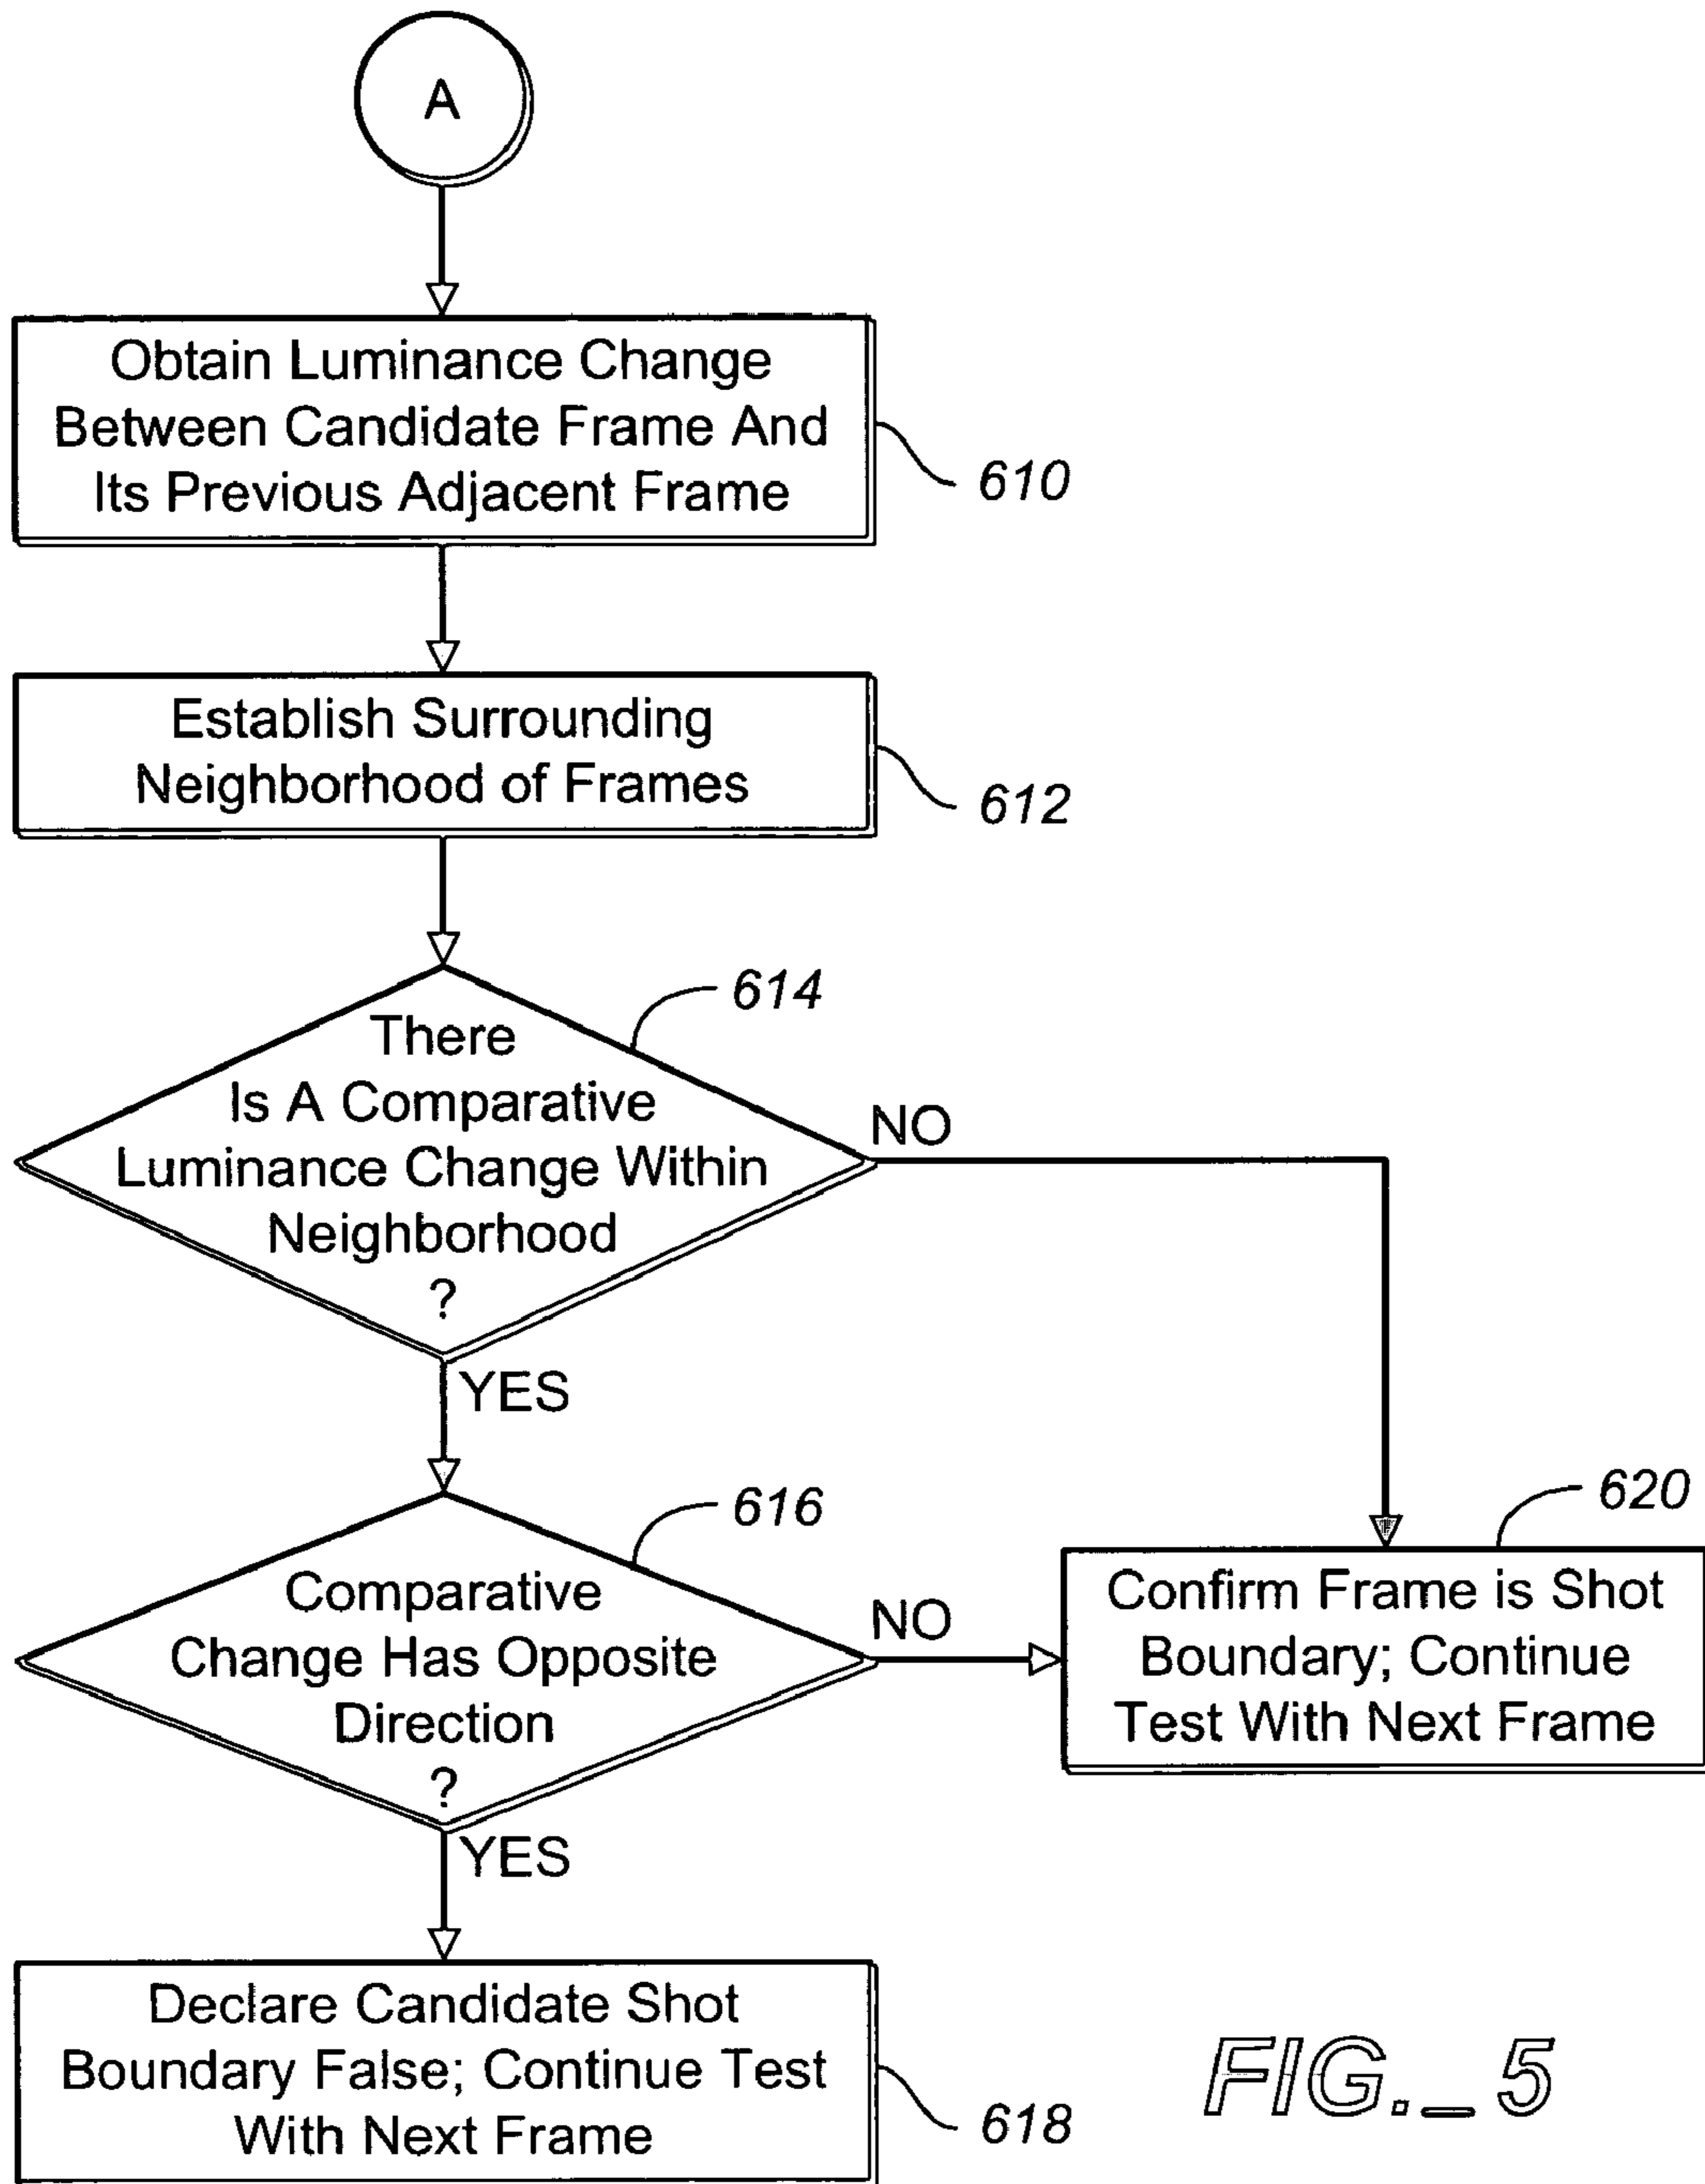 A
Obtain Luminance Change
Between Candidate Frame And
Its Previous Adjacent Frame
610
Establish Surrounding
Neighborhood of Frames
612
614
There
Is A Comparative
Luminance Change Within
Neighborhood
?
NO
YES
616
Comparative
Change Has Opposite
Direction
?
NO
620
Confirm Frame is Shot
Boundary; Continue
Test With Next Frame
YES
Declare Candidate Shot
Boundary False; Continue Test
With Next Frame
618
FIG._5